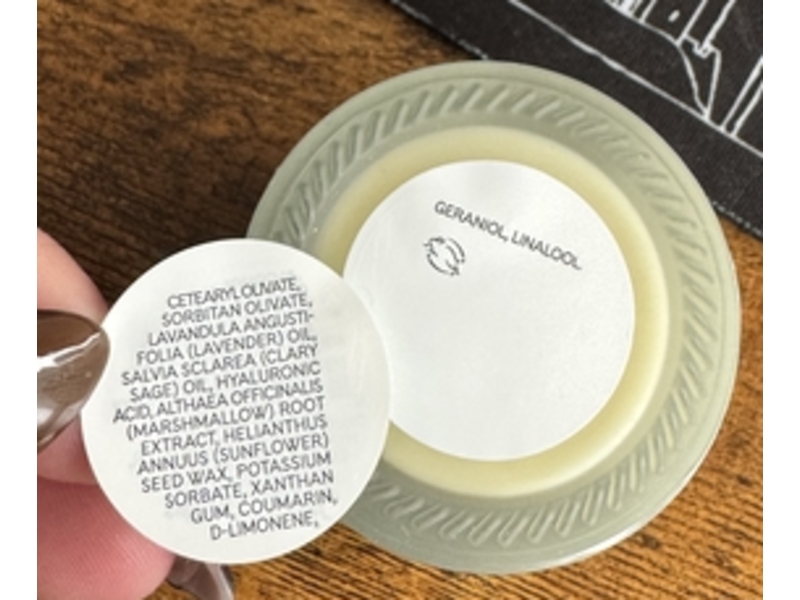 CETEARYL OLIVATE,
SORBITAN OLIVATE,
LAVANDULA ANGUSTI-
FOLIA (LAVENDER) OIL,
SALVIA SCLAREA (CLARY
SAGE) OIL, HYALURONIC
ACID, ALTHAEA OFFICINALIS
(MARSHMALLOW) ROOT
EXTRACT, HELIANTHUS
ANNUUS (SUNFLOWER)
SEED WAX, POTASSIUM
SORBATE, XANTHAN
GUM, COUMARIN,
D-LIMONENE,
GERANIOL, LINALOOL.